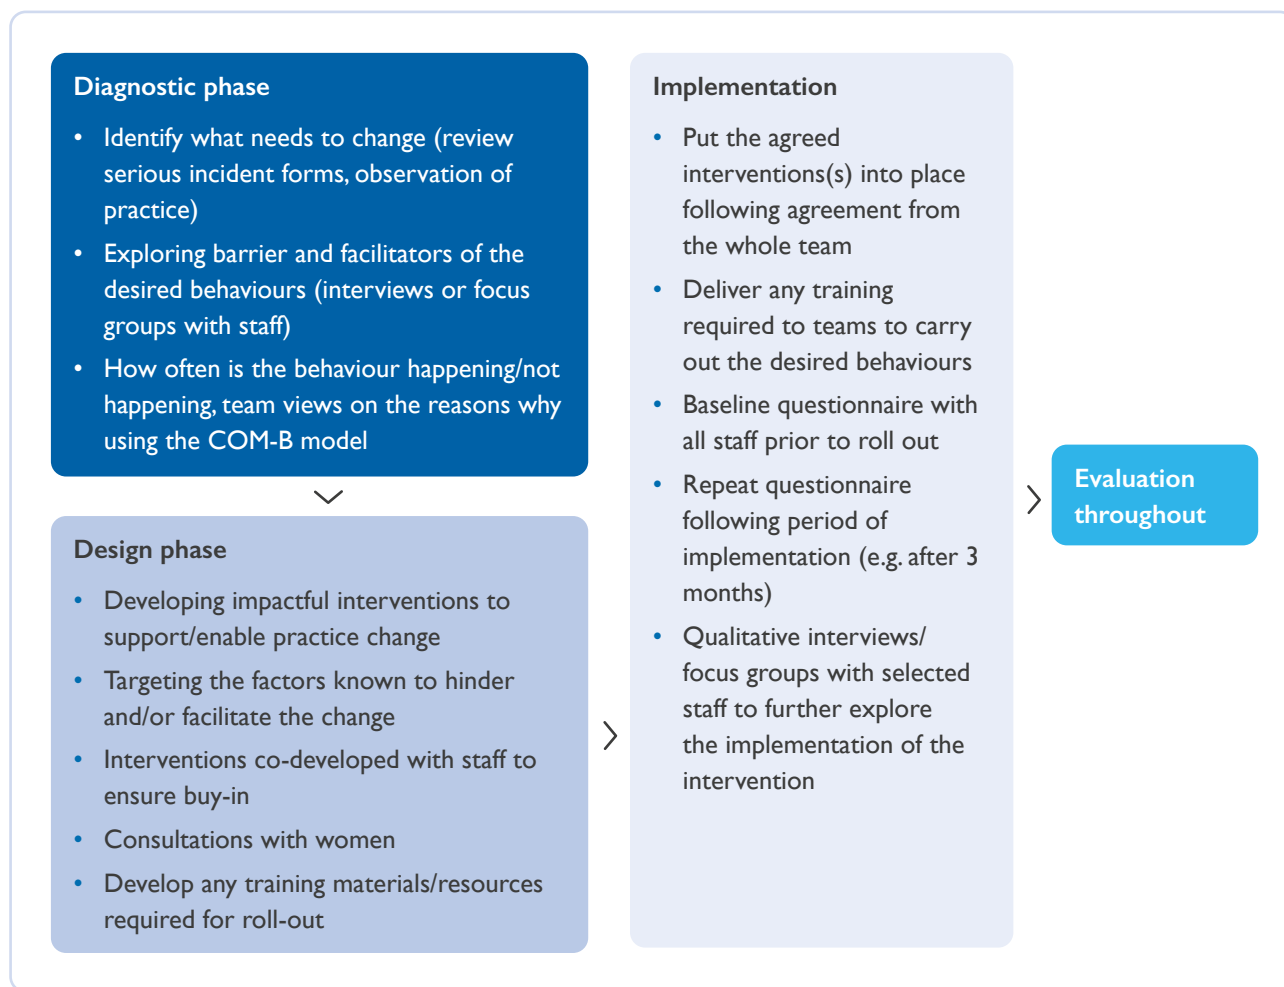 Diagnostic phase
• Identify what needs to change (review
serious incident forms, observation of
practice)
• Exploring barrier and facilitators of the
desired behaviours (interviews or focus
groups with staff)
• How often is the behaviour happening/not
happening, team views on the reasons why
using the COM-B model
Design phase
• Developing impactful interventions to
support/enable practice change
• Targeting the factors known to hinder
and/or facilitate the change
• Interventions co-developed with staff to
ensure buy-in
• Consultations with women
• Develop any training materials/resources
required for roll-out
Implementation
• Put the agreed
interventions(s) into place
following agreement from
the whole team
• Deliver any training
required to teams to carry
out the desired behaviours
• Baseline questionnaire with
all staff prior to roll out
• Repeat questionnaire
following period of
implementation (e.g. after 3
months)
• Qualitative interviews/
focus groups with selected
staff to further explore
the implementation of the
intervention
Evaluation
throughout